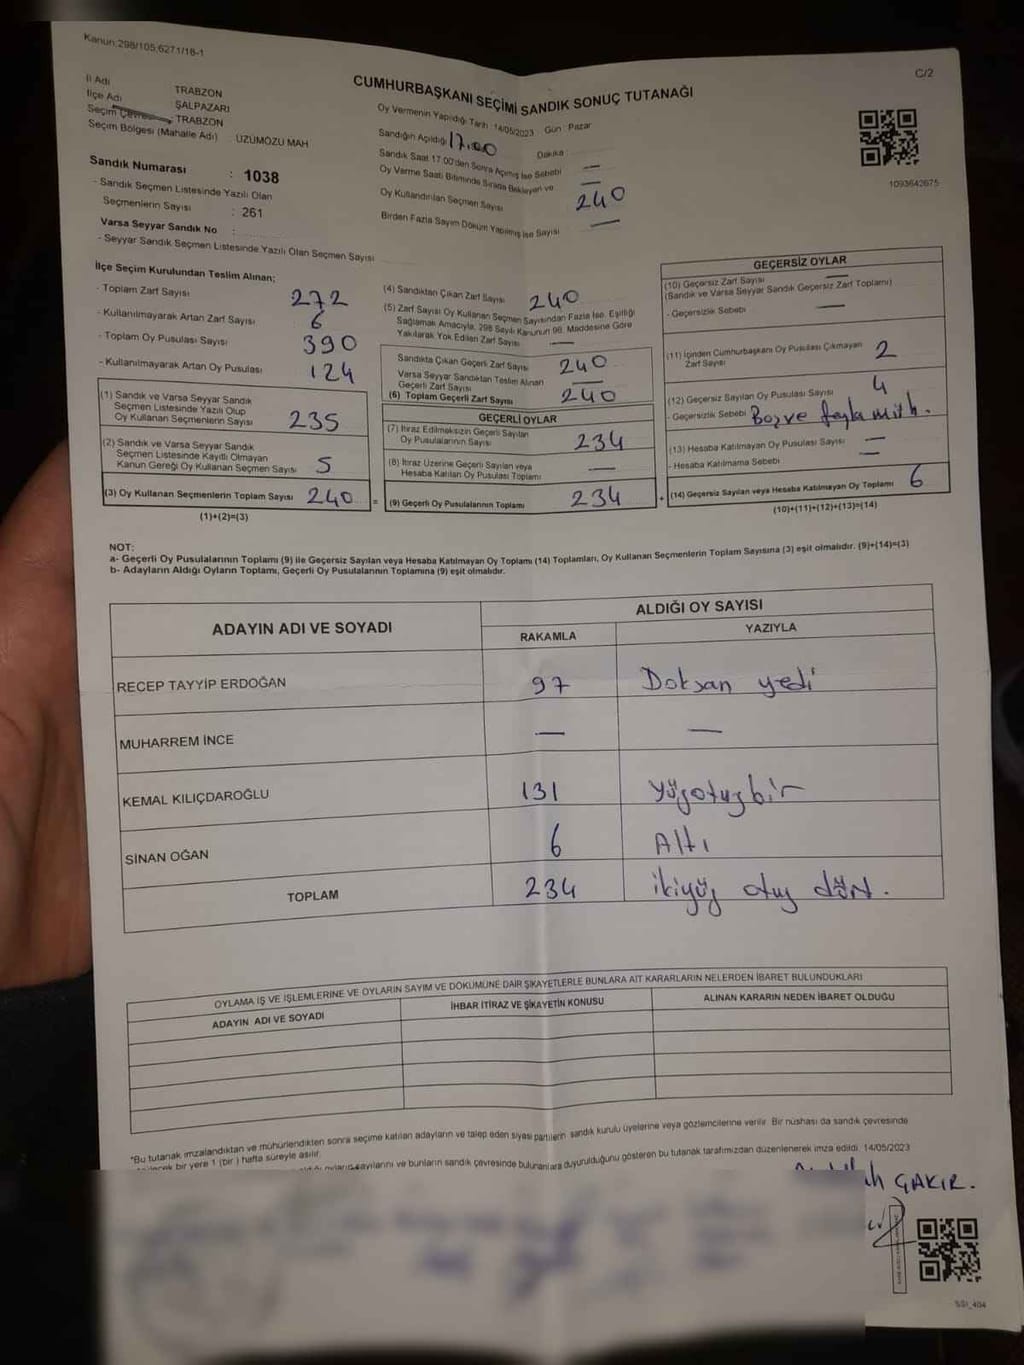 Kanun:298/105,6271/18-1
C/2
CUMHURBAŞKANI SEÇİMİ SANDIK SONUÇ TUTANAĞI
İl Adı : TRABZON
İlçe Adı : ŞALPAZARI
Seçim Çevresi : TRABZON
Seçim Bölgesi (Mahalle Adı) : ÜZÜMÖZÜ MAH
Sandık Numarası : 1038
- Sandık Seçmen Listesinde Yazılı Olan
Seçmenlerin Sayısı : 261
Varsa Seyyar Sandık No :
- Seyyar Sandık Seçmen Listesinde Yazılı Olan Seçmen Sayısı
Oy Vermenin Yapıldığı Tarih : 14/05/2023 Gün : Pazar
Sandığın Açıldığı 17.00 Dakika :
Sandık Saat 17.00'den Sonra Açılmış İse Sebebi —
Oy Verme Saati Bitiminde Sırada Bekleyen ve —
Oy Kullandırılan Seçmen Sayısı 240
Birden Fazla Sayım Döküm Yapılmış İse Sayısı —
1093642675
İlçe Seçim Kurulundan Teslim Alınan;
- Toplam Zarf Sayısı 272
- Kullanılmayarak Artan Zarf Sayısı 6
- Toplam Oy Pusulası Sayısı 390
- Kullanılmayarak Artan Oy Pusulası 124
(1) Sandık ve Varsa Seyyar Sandık
Seçmen Listesinde Yazılı Olup
Oy Kullanan Seçmenlerin Sayısı 235
(2) Sandık ve Varsa Seyyar Sandık
Seçmen Listesinde Kayıtlı Olmayan
Kanun Gereği Oy Kullanan Seçmen Sayısı 5
(3) Oy Kullanan Seçmenlerin Toplam Sayısı 240 =
(1)+(2)=(3)
(4) Sandıktan Çıkan Zarf Sayısı 240
(5) Zarf Sayısı Oy Kullanan Seçmen Sayısından Fazla İse, Eşitliği
Sağlamak Amacıyla, 298 Sayılı Kanunun 98. Maddesine Göre
Yakılarak Yok Edilen Zarf Sayısı —
Sandıkta Çıkan Geçerli Zarf Sayısı 240
Varsa Seyyar Sandıktan Teslim Alınan
Geçerli Zarf Sayısı —
(6) Toplam Geçerli Zarf Sayısı 240
GEÇERLİ OYLAR
(7) İtiraz Edilmeksizin Geçerli Sayılan
Oy Pusulalarının Sayısı 234
(8) İtiraz Üzerine Geçerli Sayılan veya
Hesaba Katılan Oy Pusulası Toplamı —
(9) Geçerli Oy Pusulalarının Toplamı 234 +
GEÇERSİZ OYLAR
(10) Geçersiz Zarf Sayısı —
(Sandık ve Varsa Seyyar Sandık Geçersiz Zarf Toplamı)
- Geçersizlik Sebebi : —
(11) İçinden Cumhurbaşkanı Oy Pusulası Çıkmayan
Zarf Sayısı 2
(12) Geçersiz Sayılan Oy Pusulası Sayısı 4
- Geçersizlik Sebebi Boş ve fazla müh.
(13) Hesaba Katılmayan Oy Pusulası Sayısı —
- Hesaba Katılmama Sebebi —
(14) Geçersiz Sayılan veya Hesaba Katılmayan Oy Toplamı 6
(10)+(11)+(12)+(13)=(14)
NOT:
a- Geçerli Oy Pusulalarının Toplamı (9) ile Geçersiz Sayılan veya Hesaba Katılmayan Oy Toplamı (14) Toplamları, Oy Kullanan Seçmenlerin Toplam Sayısına (3) eşit olmalıdır. (9)+(14)=(3)
b- Adayların Aldığı Oyların Toplamı, Geçerli Oy Pusulalarının Toplamına (9) eşit olmalıdır.
ADAYIN ADI VE SOYADI
ALDIĞI OY SAYISI
RAKAMLA YAZIYLA
RECEP TAYYİP ERDOĞAN 97 Doksan yedi
MUHARREM İNCE — —
KEMAL KILIÇDAROĞLU 131 yüzotuzbir
SİNAN OĞAN 6 Altı
TOPLAM 234 ikiyüz otuz dört.
OYLAMA İŞ VE İŞLEMLERİNE VE OYLARIN SAYIM VE DÖKÜMÜNE DAİR ŞİKAYETLERLE BUNLARA AİT KARARLARIN NELERDEN İBARET BULUNDUKLARI
ADAYIN ADI VE SOYADI İHBAR İTİRAZ VE ŞİKAYETİN KONUSU ALINAN KARARIN NEDEN İBARET OLDUĞU
*Bu tutanak imzalandıktan ve mühürlendikten sonra seçime katılan adayların ve talep eden siyasi partilerin sandık kurulu üyelerine veya gözlemcilerine verilir. Bir nüshası da sandık çevresinde
bir yere 1 (bir) hafta süreyle asılır.
sayılarını ve bunların sandık çevresinde bulunanlara duyurulduğunu gösteren bu tutanak tarafımızdan düzenlenerek imza edildi. 14/05/2023
ÇAKIR.
SSI_404